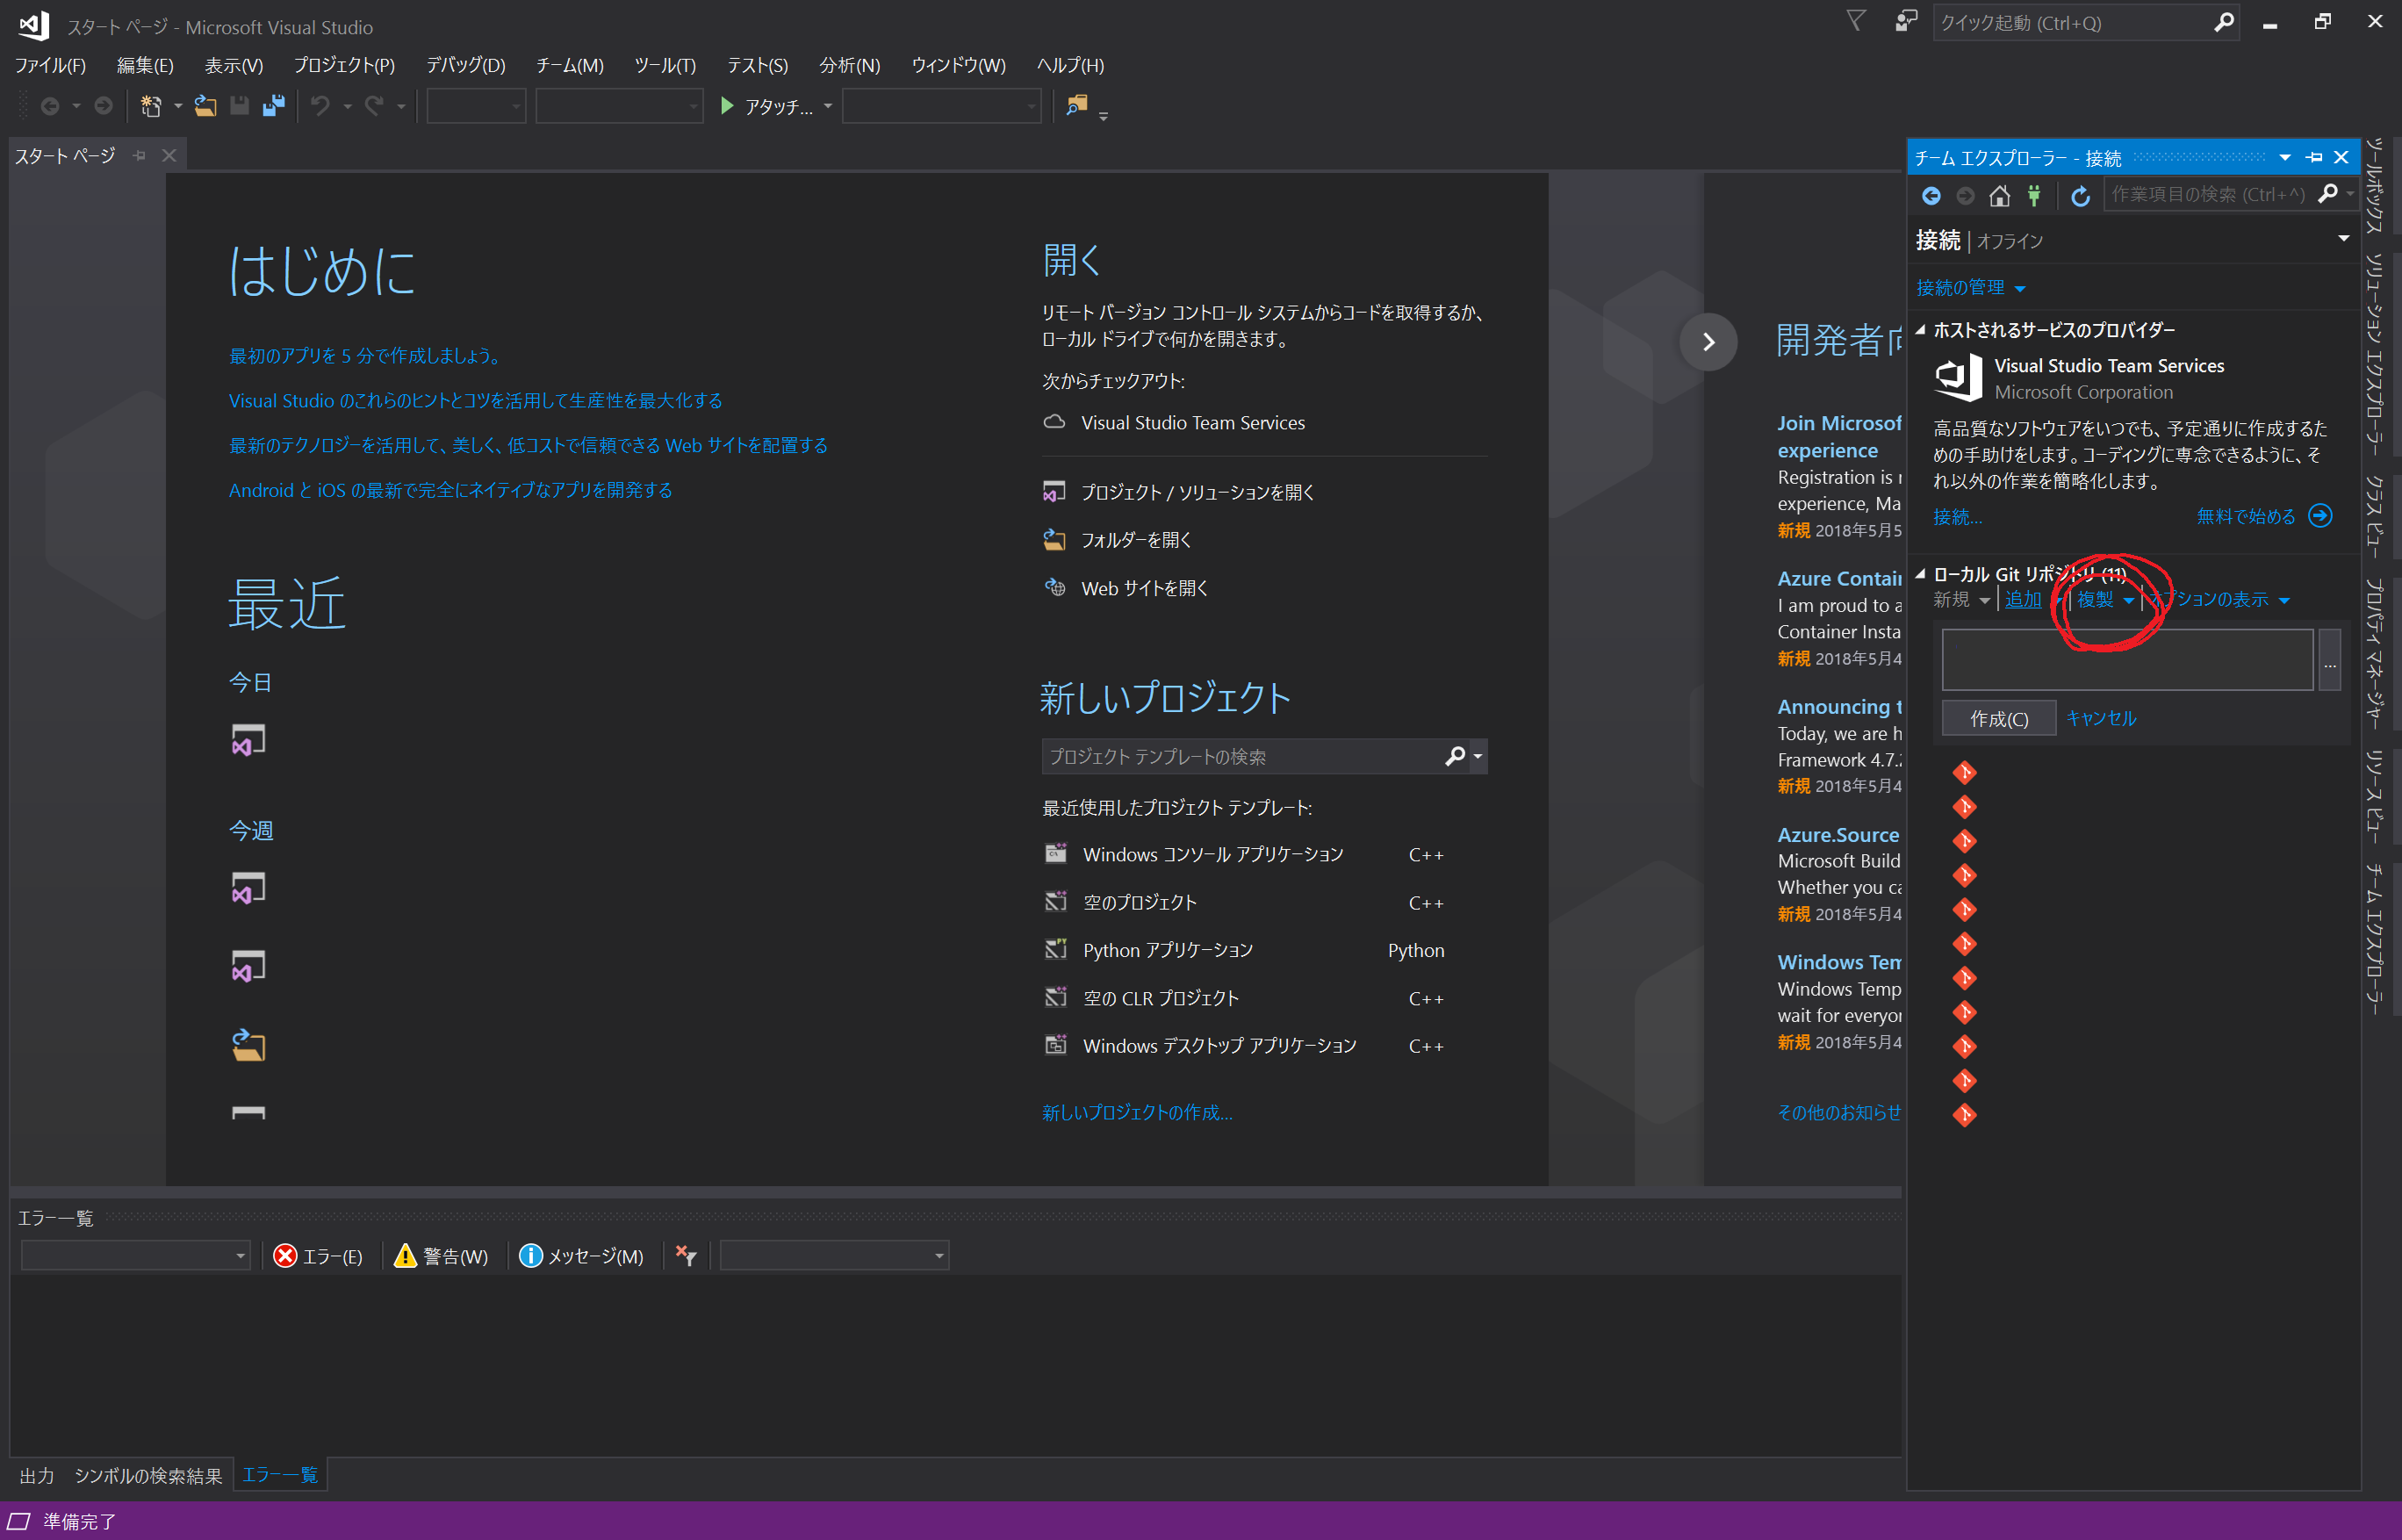 スタート ページ - Microsoft Visual Studio
クイック起動 (Ctrl+Q)
ファイル(F) 編集(E) 表示(V) プロジェクト(P) デバッグ(D) チーム(M) ツール(T) テスト(S) 分析(N) ウィンドウ(W) ヘルプ(H)
アタッチ...
スタート ページ
はじめに
最初のアプリを 5 分で作成しましょう。
Visual Studio のこれらのヒントとコツを活用して生産性を最大化する
最新のテクノロジーを活用して、美しく、低コストで信頼できる Web サイトを配置する
Android と iOS の最新で完全にネイティブなアプリを開発する
最近
今日
今週
開く
リモート バージョン コントロール システムからコードを取得するか、
ローカル ドライブで何かを開きます。
次からチェックアウト:
Visual Studio Team Services
プロジェクト / ソリューションを開く
フォルダーを開く
Web サイトを開く
新しいプロジェクト
プロジェクト テンプレートの検索
最近使用したプロジェクト テンプレート:
Windows コンソール アプリケーション C++
空のプロジェクト C++
Python アプリケーション Python
空の CLR プロジェクト C++
Windows デスクトップ アプリケーション C++
新しいプロジェクトの作成...
開発者向
Join Microsof
experience
Registration is r
experience, Ma
新規 2018年5月5
Azure Contain
I am proud to a
Container Insta
新規 2018年5月4
Announcing t
Today, we are h
Framework 4.7.2
新規 2018年5月4
Azure.Source
Microsoft Build
Whether you ca
新規 2018年5月4
Windows Tem
Windows Temp
wait for everyor
新規 2018年5月4
その他のお知らせ
チーム エクスプローラー - 接続
作業項目の検索 (Ctrl+^)
接続 | オフライン
接続の管理
ホストされるサービスのプロバイダー
Visual Studio Team Services
Microsoft Corporation
高品質なソフトウェアをいつでも、予定通りに作成するた
めの手助けをします。コーディングに専念できるように、そ
れ以外の作業を簡略化します。
接続... 無料で始める
ローカル Git リポジトリ (11)
新規 | 追加 | 複製 | オプションの表示
...
作成(C) キャンセル
ツールボックス
ソリューション エクスプローラー
クラス ビュー
プロパティ マネージャー
リソース ビュー
チーム エクスプローラー
エラー一覧
エラー(E) 警告(W) メッセージ(M)
出力 シンボルの検索結果 エラー一覧
準備完了